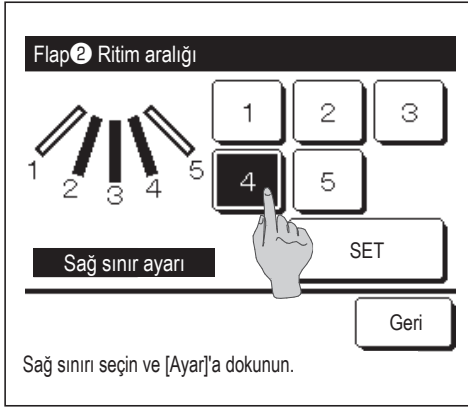 Flap❷ Ritim aralığı
1 2 3
1 2 3 4 5
4 5
Sağ sınır ayarı
SET
Geri
Sağ sınırı seçin ve [Ayar]'a dokunun.